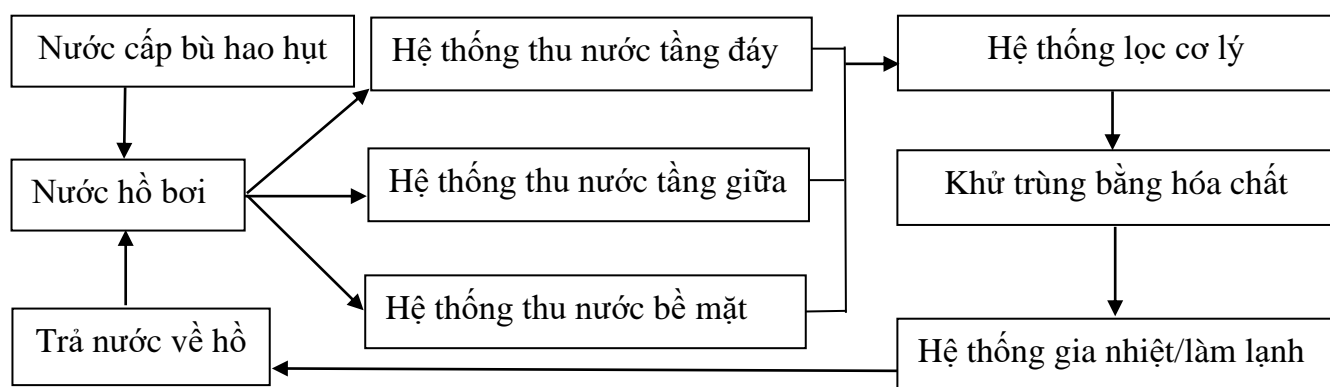 Nước cấp bù hao hụt
Hệ thống thu nước tầng đáy
Hệ thống lọc cơ lý
Nước hồ bơi
Hệ thống thu nước tầng giữa
Khử trùng bằng hóa chất
Trả nước về hồ
Hệ thống thu nước bề mặt
Hệ thống gia nhiệt/làm lạnh